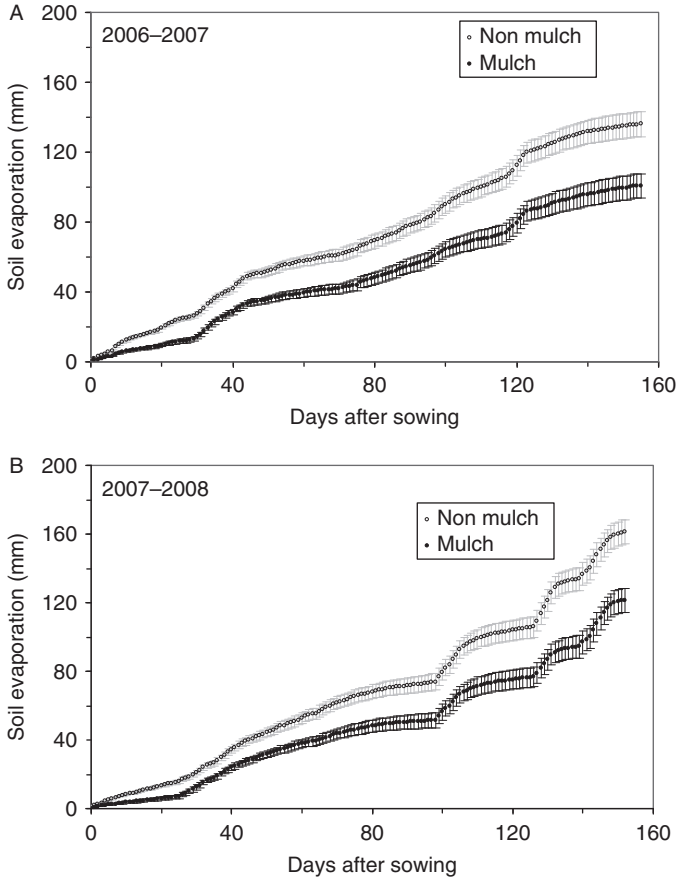 A
200
2006–2007
Non mulch
Mulch
160
120
80
40
0
Soil evaporation (mm)
0 40 80 120 160
Days after sowing
B
200
2007–2008
Non mulch
Mulch
160
120
80
40
0
Soil evaporation (mm)
0 40 80 120 160
Days after sowing